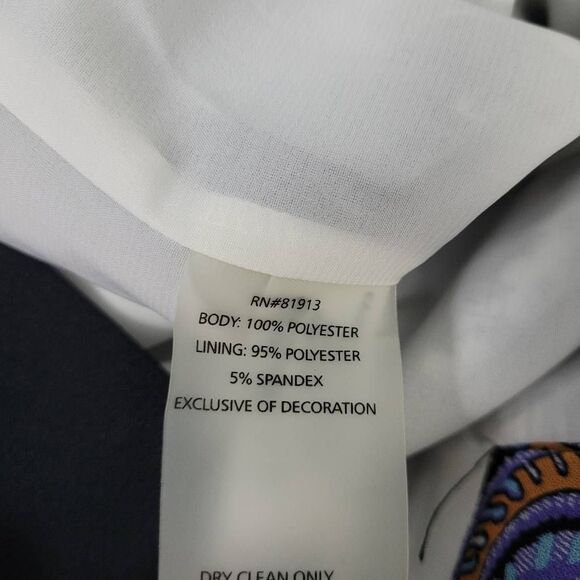 RN#81913
BODY: 100% POLYESTER
LINING: 95% POLYESTER
5% SPANDEX
EXCLUSIVE OF DECORATION
DRY CLEAN ONLY